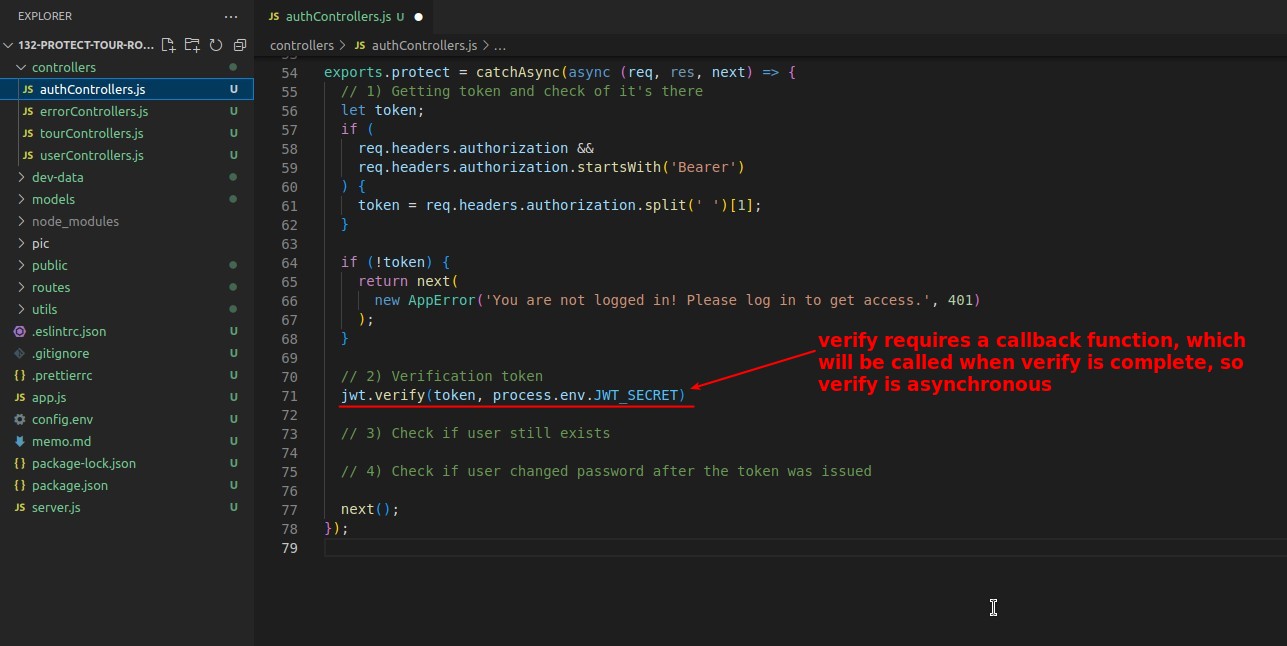 EXPLORER
132-PROTECT-TOUR-RO...
controllers
JS authControllers.js U
JS errorControllers.js U
JS tourControllers.js U
JS userControllers.js U
dev-data
models
node_modules
pic
public
routes
utils
.eslintrc.json U
.gitignore U
{ } .prettierrc U
JS app.js U
config.env U
memo.md U
{ } package-lock.json U
{ } package.json U
JS server.js U
JS authControllers.js U
controllers > JS authControllers.js > ...
54 exports.protect = catchAsync(async (req, res, next) => {
55 // 1) Getting token and check of it's there
56 let token;
57 if (
58 req.headers.authorization &&
59 req.headers.authorization.startsWith('Bearer')
60 ) {
61 token = req.headers.authorization.split(' ')[1];
62 }
63
64 if (!token) {
65 return next(
66 new AppError('You are not logged in! Please log in to get access.', 401)
67 );
68 }
69
70 // 2) Verification token
71 jwt.verify(token, process.env.JWT_SECRET)
72
73 // 3) Check if user still exists
74
75 // 4) Check if user changed password after the token was issued
76
77 next();
78 });
79
verify requires a callback function, which
will be called when verify is complete, so
verify is asynchronous